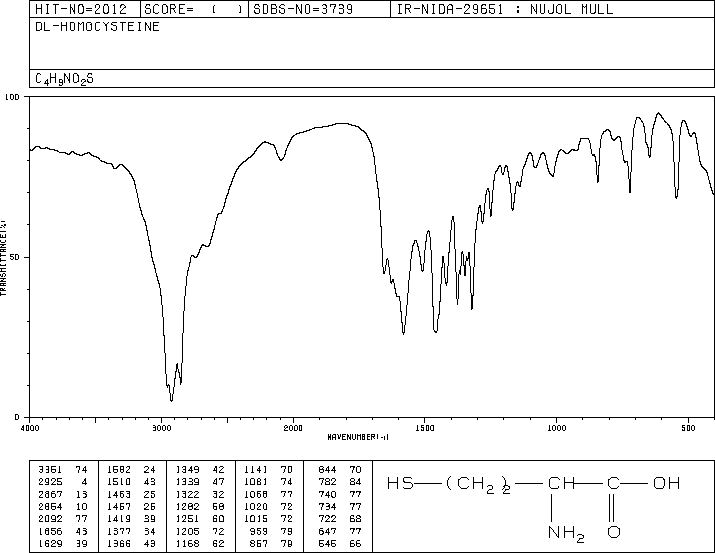 HIT-NO=2012 SCORE= ( ) SDBS-NO=3739 IR-NIDA-29651 : NUJOL MULL
DL-HOMOCYSTEINE
C4H9NO2S
100
50
0
TRANSMITTANCE(%)
4000 3000 2000 1500 1000 500
WAVENUMBER(-1)
3361 74 1582 24 1349 42 1141 70 844 70
2925 4 1510 43 1339 47 1081 74 782 84
2867 13 1463 25 1322 32 1068 77 740 77
2854 10 1457 26 1282 58 1020 72 734 77
2092 77 1419 39 1251 60 1015 72 722 68
1656 43 1377 34 1205 72 959 79 647 77
1629 39 1366 43 1168 62 867 79 546 66
HS—(CH2)2—CH—C—OH
NH2 O